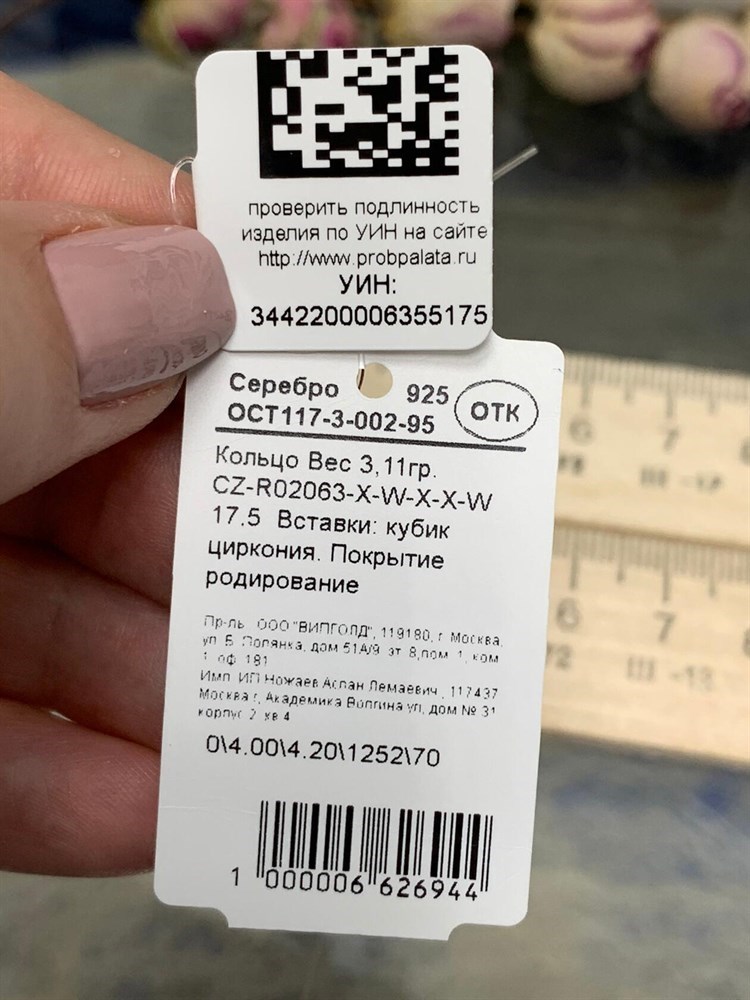 проверить подлинность
изделия по УИН на сайте
http://www.probpalata.ru
УИН:
3442200006355175
Серебро 925
ОСТ117-3-002-95 ОТК
Кольцо Вес 3,11гр.
CZ-R02063-X-W-X-X-W
17.5 Вставки: кубик
циркония. Покрытие
родирование
Пр-ль ООО "ВИПГОЛД", 119180, г. Москва,
ул Б. Полянка, дом 51А/9 эт 8,пом 1, ком
1 оф 181
Имп. ИП Ножаев Аслан Лемаевич , 117437
Москва г, Академика Волгина ул, дом № 31
корпус 2 кв 4
0\4.00\4.20\1252\70
1 000006 626944
6 7
6 7